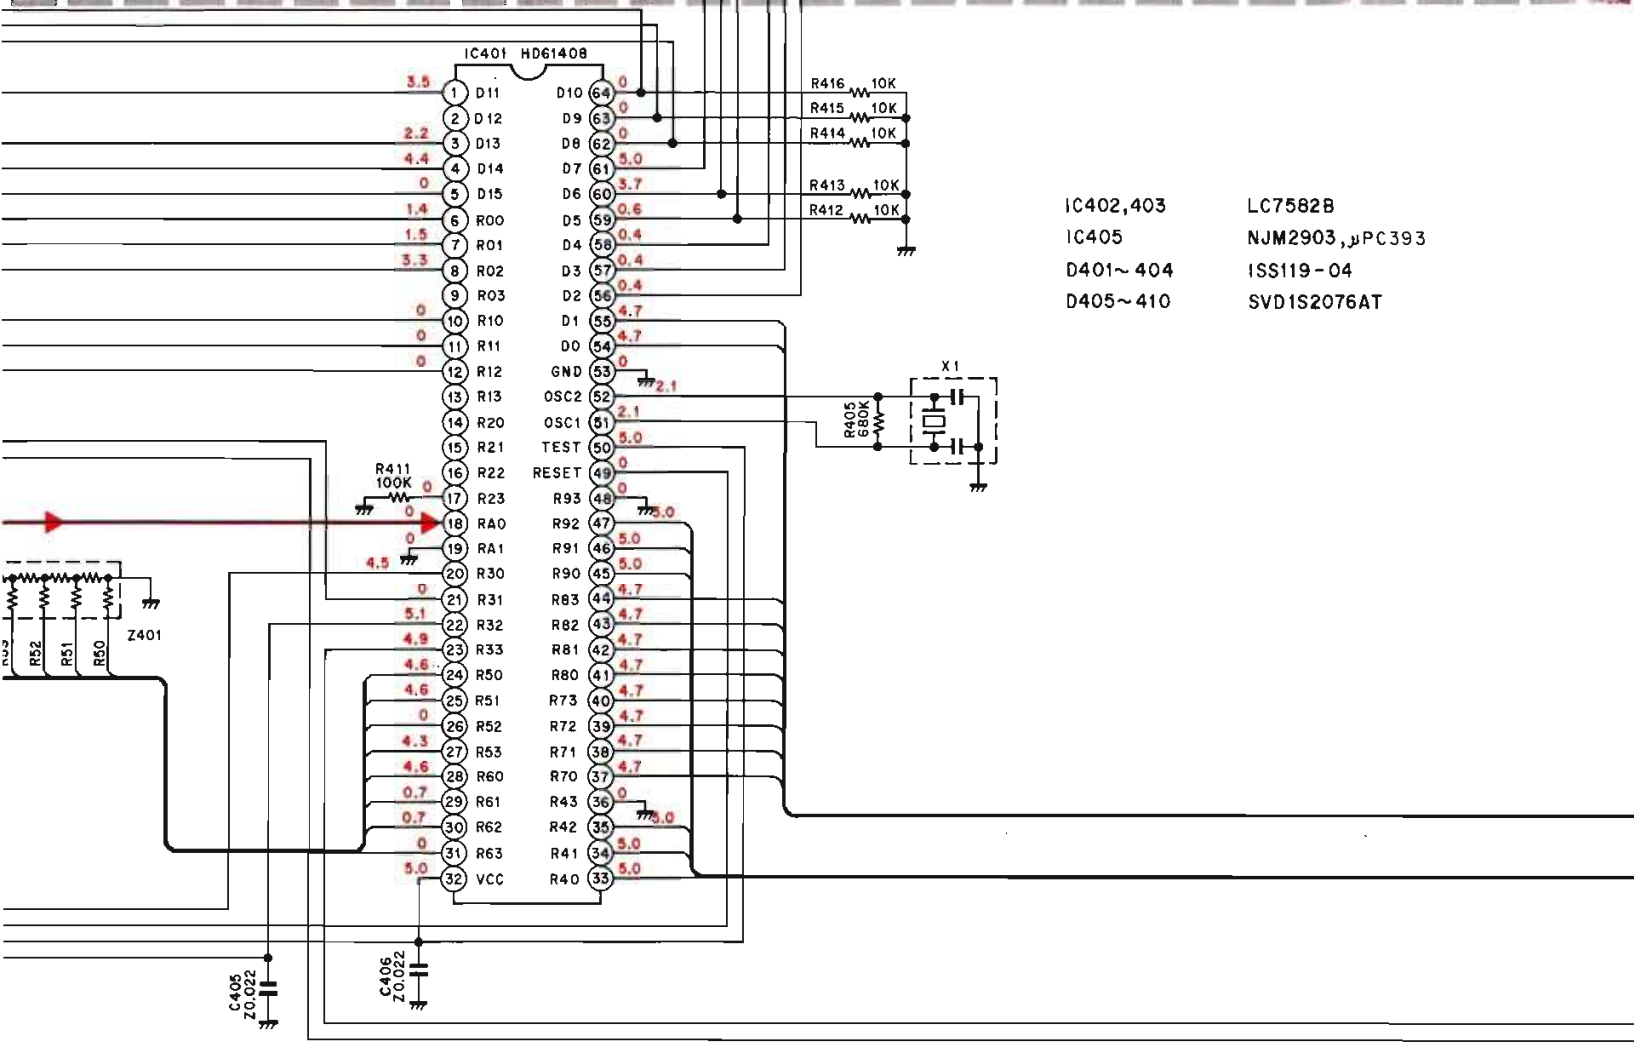 IC401 HD61408
3.5 1 D11 D10 64 0 R416 10K
2 D12 D9 63 0 R415 10K
2.2 3 D13 D8 62 0 R414 10K
4.4 4 D14 D7 61 5.0
0 5 D15 D6 60 3.7 R413 10K
1.4 6 R00 D5 59 0.6 R412 10K
1.5 7 R01 D4 58 0.4
3.3 8 R02 D3 57 0.4
9 R03 D2 56 0.4
0 10 R10 D1 55 4.7
0 11 R11 D0 54 4.7
0 12 R12 GND 53 0
13 R13 OSC2 52 2.1
14 R20 OSC1 51 2.1
15 R21 TEST 50 5.0
16 R22 RESET 49 0
R411
100K
0 17 R23 R93 48 0
0 18 RA0 R92 47 5.0
0 19 RA1 R91 46 5.0
4.5 20 R30 R90 45 5.0
0 21 R31 R83 44 4.7
5.1 22 R32 R82 43 4.7
4.9 23 R33 R81 42 4.7
4.6 24 R50 R80 41 4.7
4.6 25 R51 R73 40 4.7
0 26 R52 R72 39 4.7
4.3 27 R53 R71 38 4.7
4.6 28 R60 R70 37 4.7
0.7 29 R61 R43 36 0
0.7 30 R62 R42 35 5.0
0 31 R63 R41 34 5.0
5.0 32 VCC R40 33 5.0
IC402,403 LC7582B
IC405 NJM2903,μPC393
D401~404 ISS119-04
D405~410 SVD1S2076AT
X1
R405
680K
Z401
R52
R51
R50
C405
Z0.022
C406
Z0.022